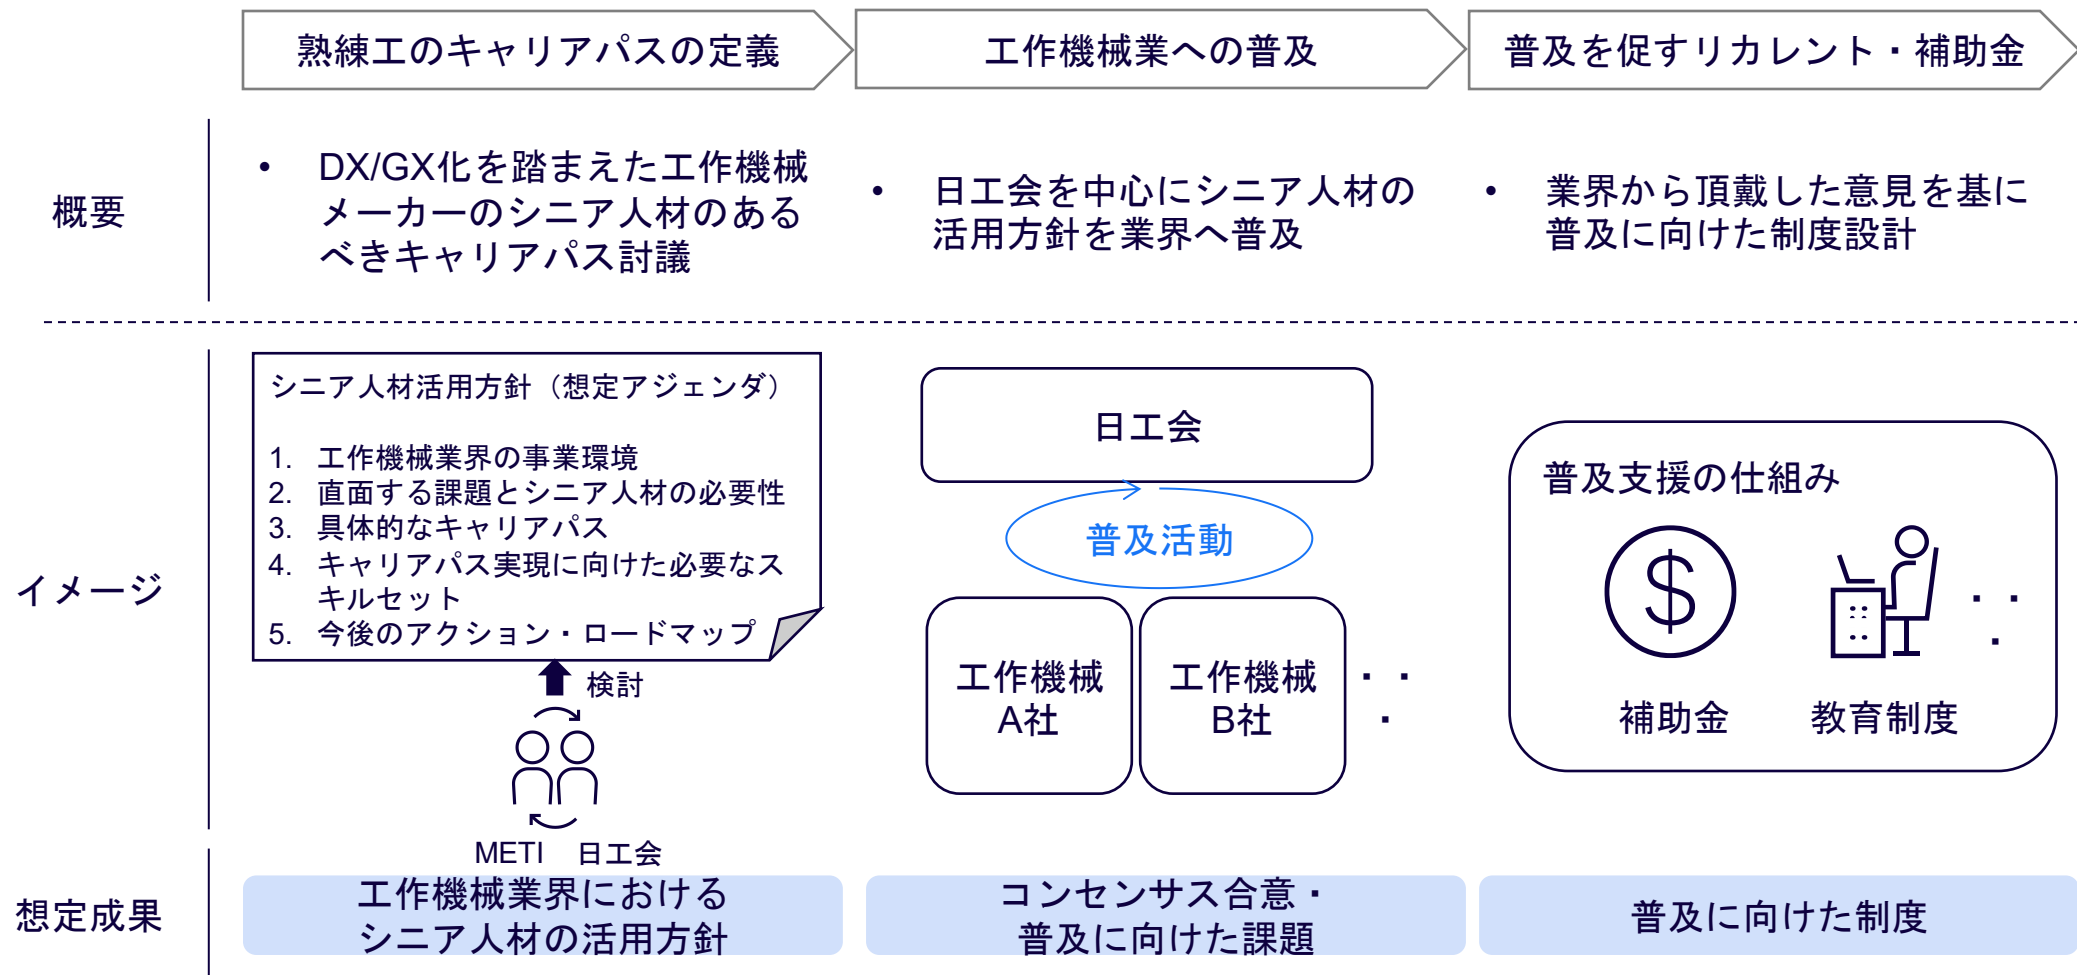 熟練工のキャリアパスの定義
工作機械業への普及
普及を促すリカレント・補助金
概要
• DX/GX化を踏まえた工作機械
メーカーのシニア人材のある
べきキャリアパス討議
• 日工会を中心にシニア人材の
活用方針を業界へ普及
• 業界から頂戴した意見を基に
普及に向けた制度設計
イメージ
シニア人材活用方針（想定アジェンダ）
1. 工作機械業界の事業環境
2. 直面する課題とシニア人材の必要性
3. 具体的なキャリアパス
4. キャリアパス実現に向けた必要なス
キルセット
5. 今後のアクション・ロードマップ
検討
METI 日工会
日工会
普及活動
工作機械
A社
工作機械
B社
・・
・
普及支援の仕組み
$
補助金
教育制度
・・
・
想定成果
工作機械業界における
シニア人材の活用方針
コンセンサス合意・
普及に向けた課題
普及に向けた制度